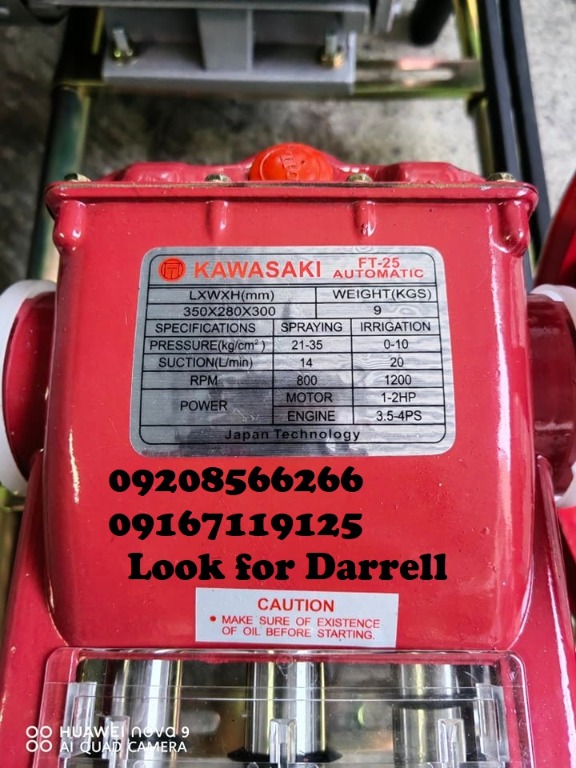 KAWASAKI FT-25 AUTOMATIC
LXWXH(mm) WEIGHT(KGS)
350X280X300 9
SPECIFICATIONS SPRAYING IRRIGATION
PRESSURE(kg/cm²) 21-35 0-10
SUCTION(L/min) 14 20
RPM 800 1200
POWER MOTOR 1-2HP
ENGINE 3.5-4PS
Japan Technology
09208566266
09167119125
Look for Darrell
CAUTION
• MAKE SURE OF EXISTENCE
OF OIL BEFORE STARTING.
HUAWEI nova 9
AI QUAD CAMERA